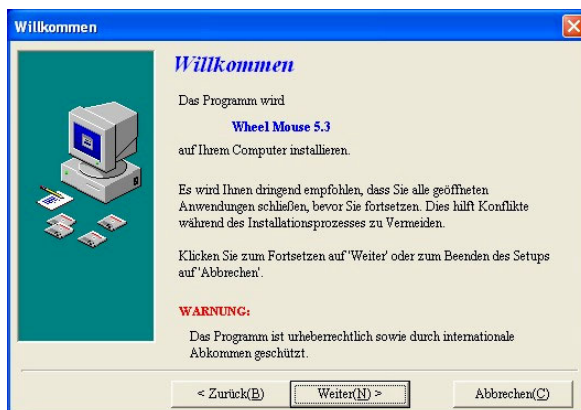 Willkommen
Willkommen
Das Programm wird
Wheel Mouse 5.3
auf Ihrem Computer installieren.
Es wird Ihnen dringend empfohlen, dass Sie alle geöffneten
Anwendungen schließen, bevor Sie fortsetzen. Dies hilft Konflikte
während des Installationsprozesses zu Vermeiden.
Klicken Sie zum Fortsetzen auf 'Weiter' oder zum Beenden des Setups
auf 'Abbrechen'.
WARNUNG:
Das Programm ist urheberrechtlich sowie durch internationale
Abkommen geschützt.
< Zurück(B) Weiter(N) > Abbrechen(C)